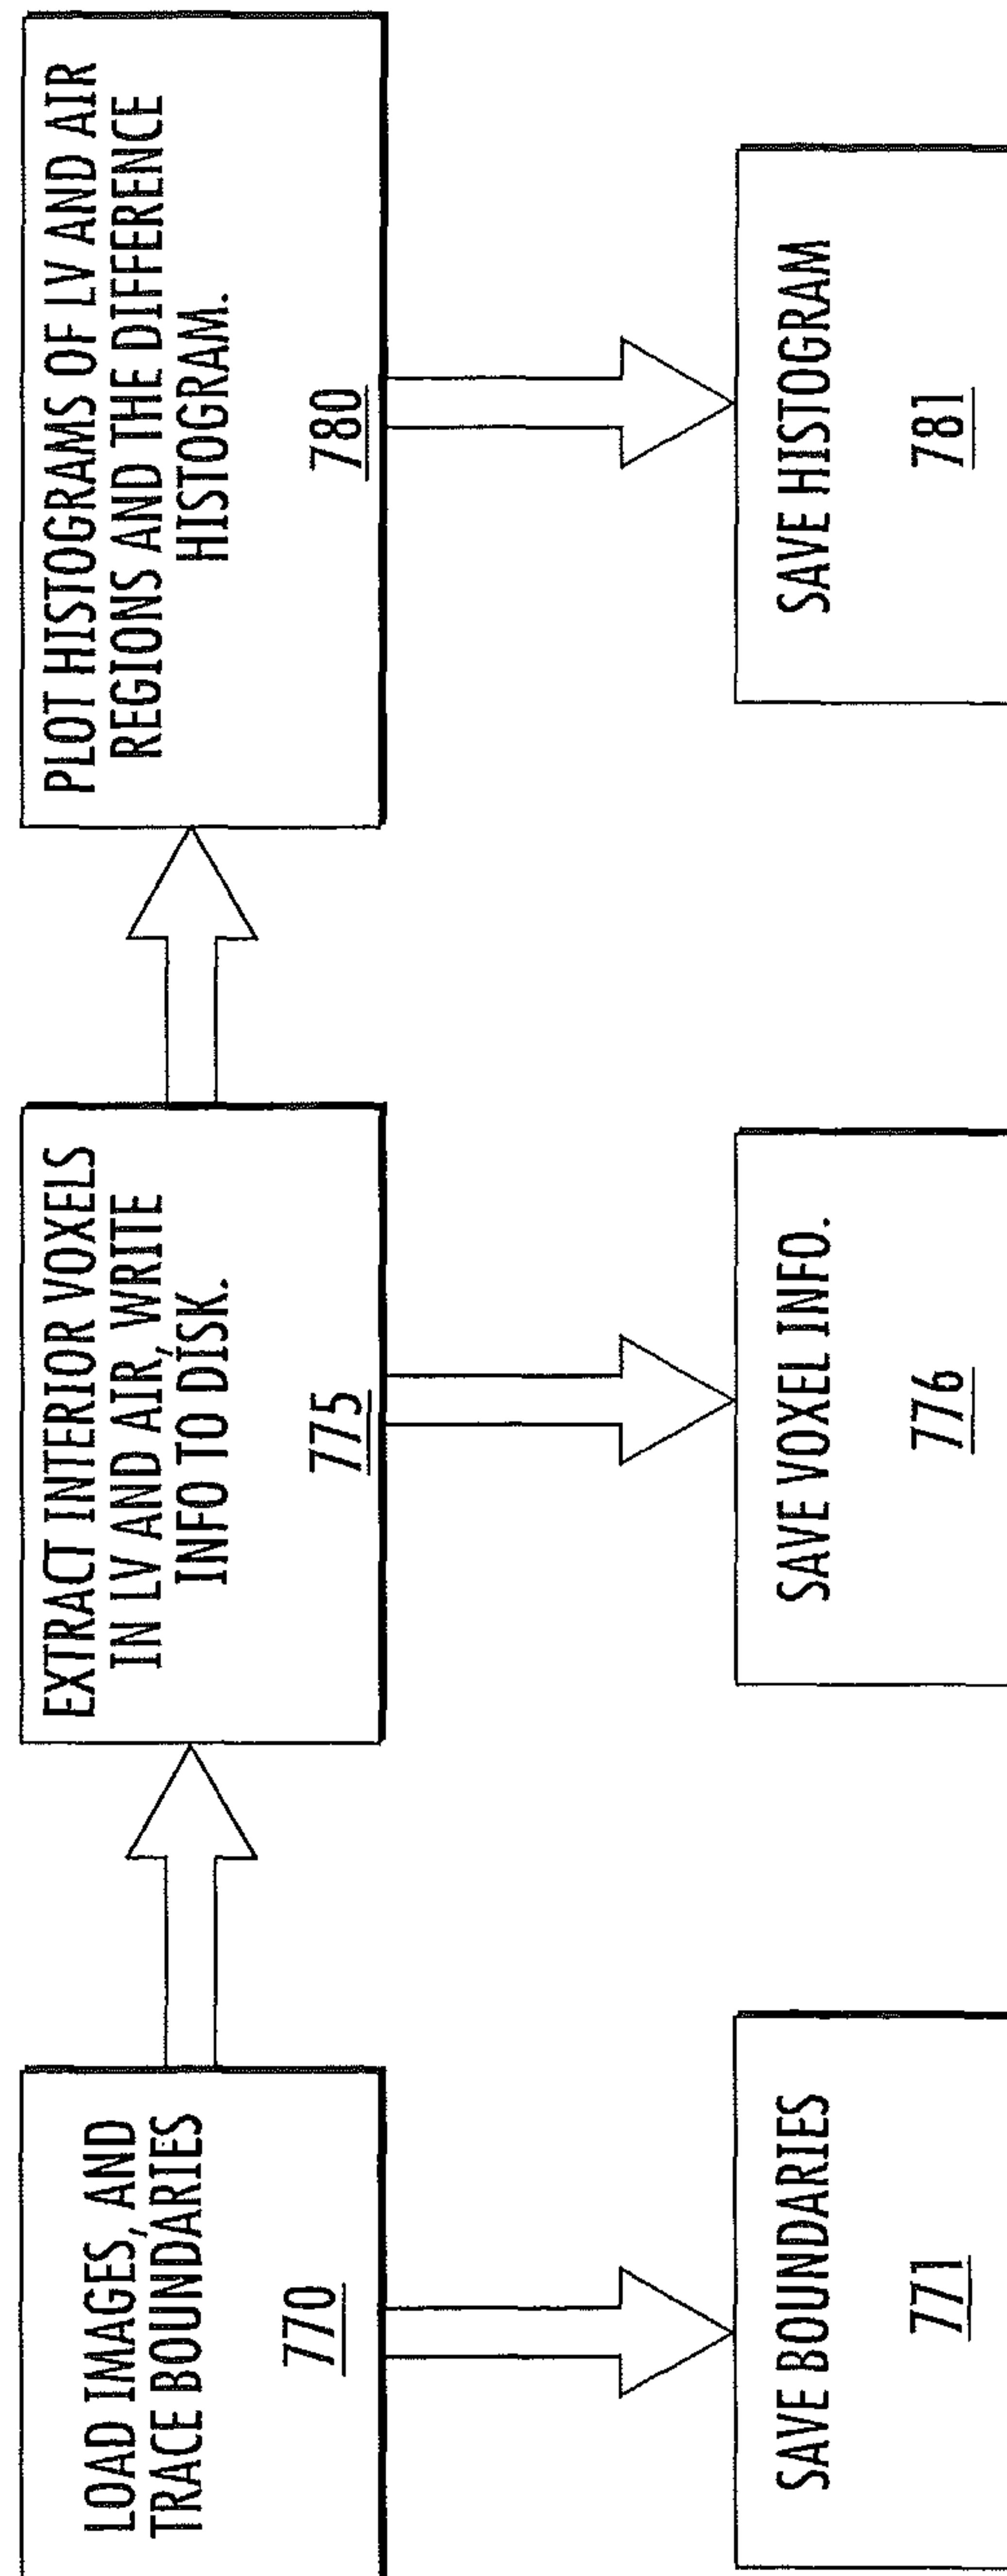 LOAD IMAGES, AND
TRACE BOUNDARIES
770
EXTRACT INTERIOR VOXELS
IN LV AND AIR, WRITE
INFO TO DISK.
775
PLOT HISTOGRAMS OF LV AND AIR
REGIONS AND THE DIFFERENCE
HISTOGRAM.
780
SAVE BOUNDARIES
771
SAVE VOXEL INFO.
776
SAVE HISTOGRAM
781